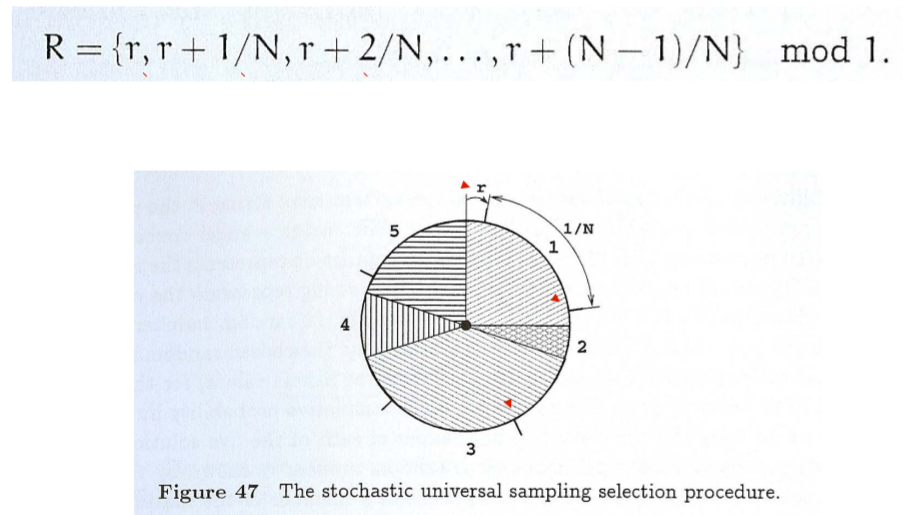 R = {r, r + 1/N, r + 2/N, . . . , r + (N − 1)/N} mod 1.
r
1/N
5
1
4
2
3
Figure 47 The stochastic universal sampling selection procedure.